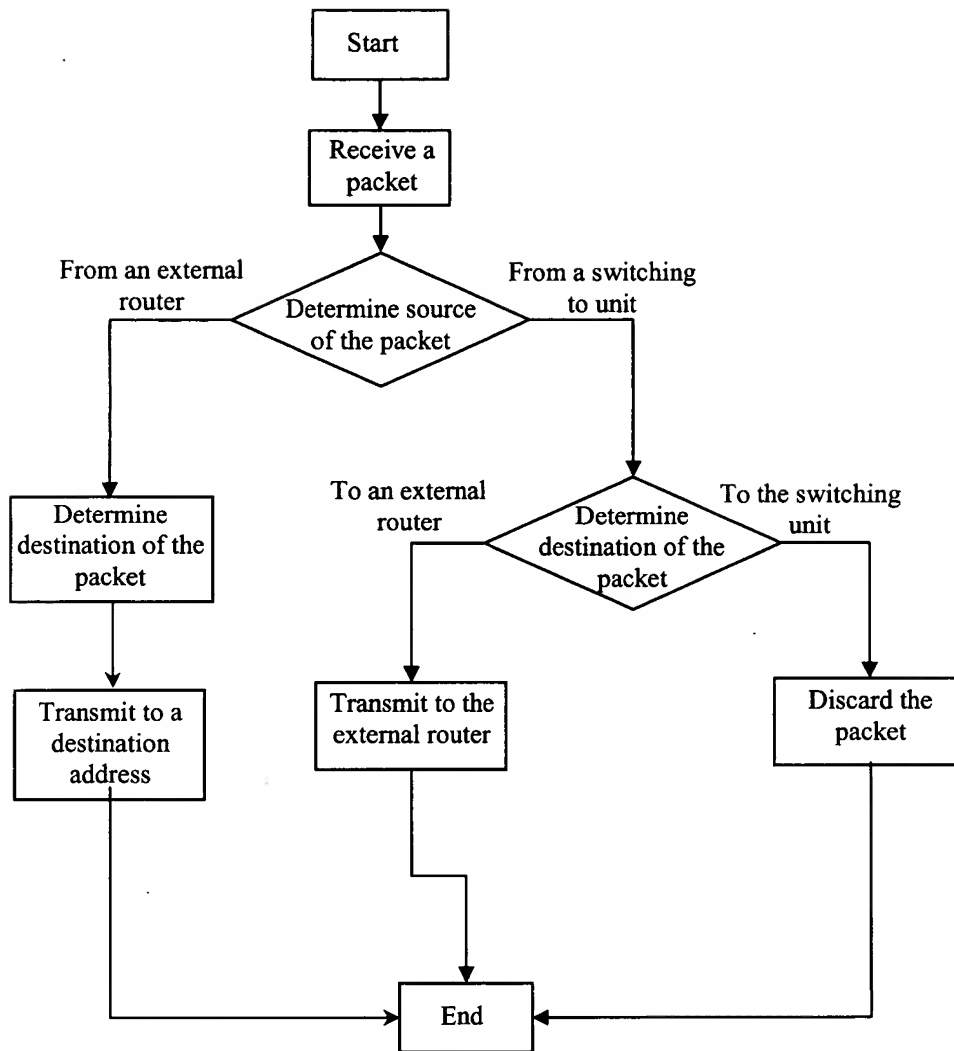 Start
Receive a
packet
From an external
router
Determine source
of the packet
From a switching
to unit
Determine
destination of the
packet
To an external
router
Determine
destination of the
packet
To the switching
unit
Transmit to a
destination
address
Transmit to the
external router
Discard the
packet
End